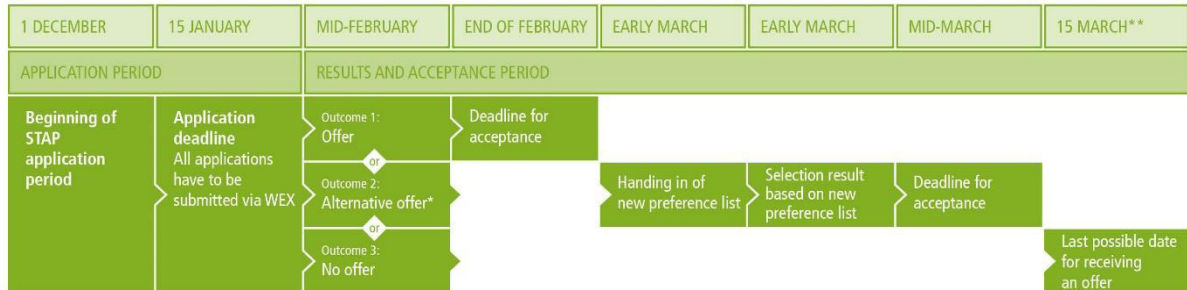 1 DECEMBER
15 JANUARY
MID-FEBRUARY
END OF FEBRUARY
EARLY MARCH
EARLY MARCH
MID-MARCH
15 MARCH**
APPLICATION PERIOD
RESULTS AND ACCEPTANCE PERIOD
Beginning of
STAP
application
period
Application
deadline
All applications
have to be
submitted via WEX
Outcome 1:
Offer
or
Outcome 2:
Alternative offer*
or
Outcome 3:
No offer
Deadline for
acceptance
Handing in of
new preference list
Selection result
based on new
preference list
Deadline for
acceptance
Last possible date
for receiving
an offer